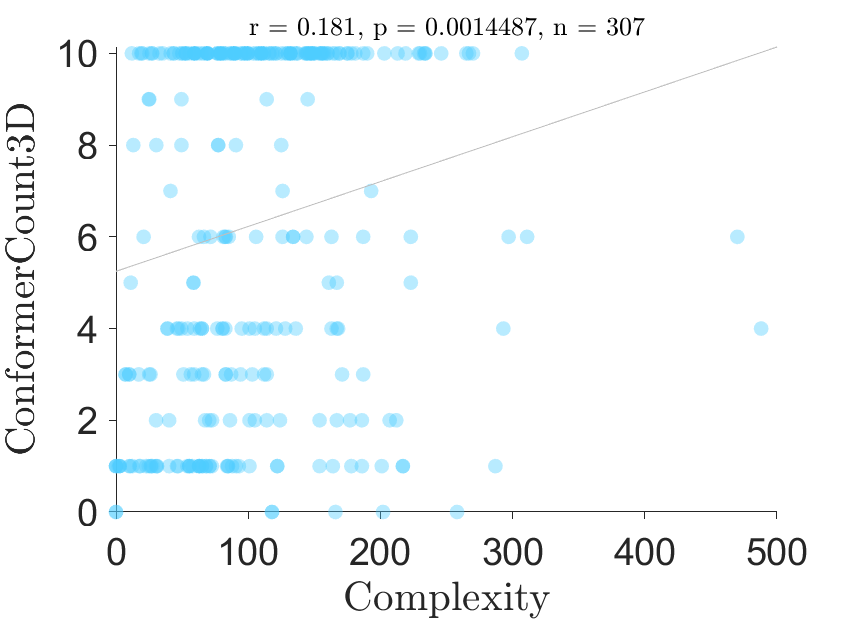 r = 0.181, p = 0.0014487, n = 307
10
8
6
4
2
0
ConformerCount3D
0 100 200 300 400 500
Complexity